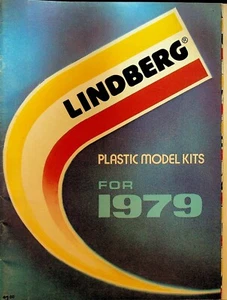 LINDBERG®
PLASTIC MODEL KITS
FOR
1979